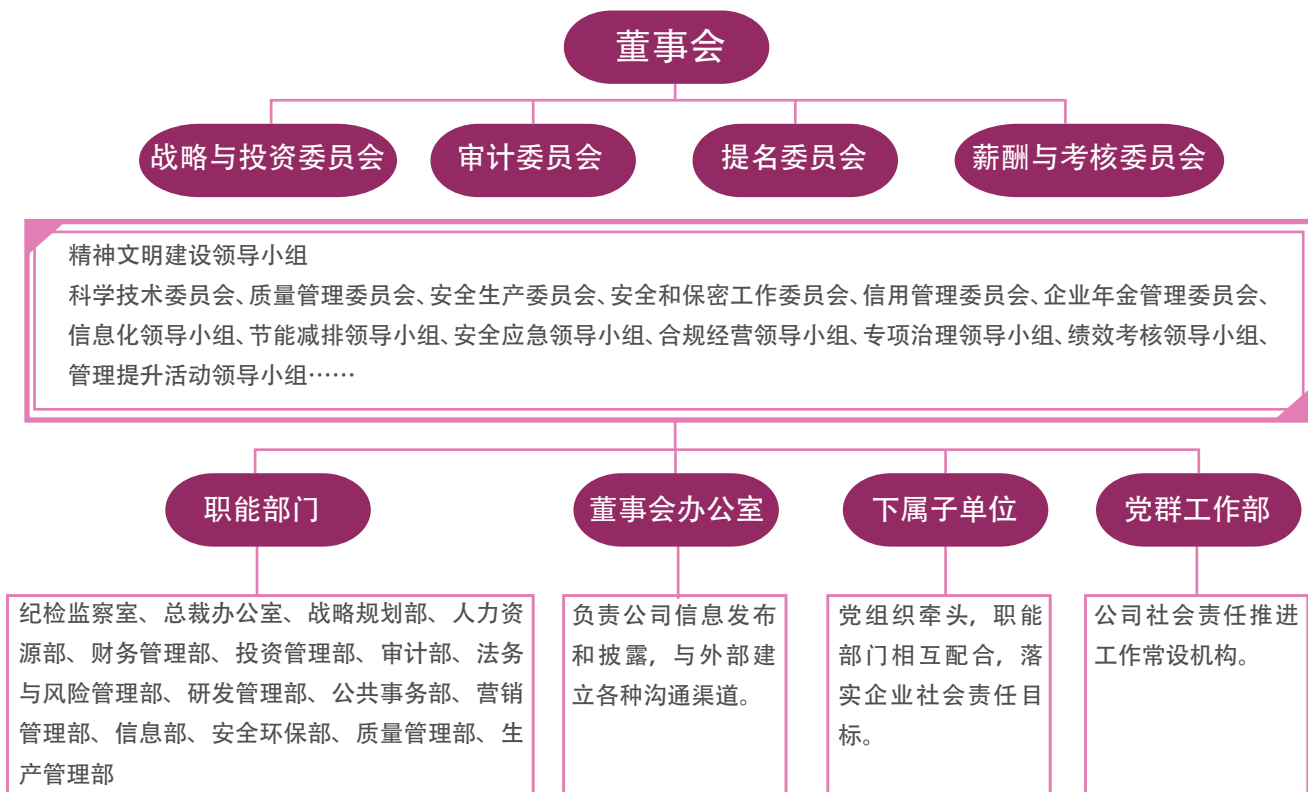 董事会
战略与投资委员会
审计委员会
提名委员会
薪酬与考核委员会
精神文明建设领导小组
科学技术委员会、质量管理委员会、安全生产委员会、安全和保密工作委员会、信用管理委员会、企业年金管理委员会、
信息化领导小组、节能减排领导小组、安全应急领导小组、合规经营领导小组、专项治理领导小组、绩效考核领导小组、
管理提升活动领导小组……
职能部门
纪检监察室、总裁办公室、战略规划部、人力资
源部、财务管理部、投资管理部、审计部、法务
与风险管理部、研发管理部、公共事务部、营销
管理部、信息部、安全环保部、质量管理部、生
产管理部
董事会办公室
负责公司信息发布
和披露，与外部建
立各种沟通渠道。
下属子单位
党组织牵头，职能
部门相互配合，落
实企业社会责任目
标。
党群工作部
公司社会责任推进
工作常设机构。